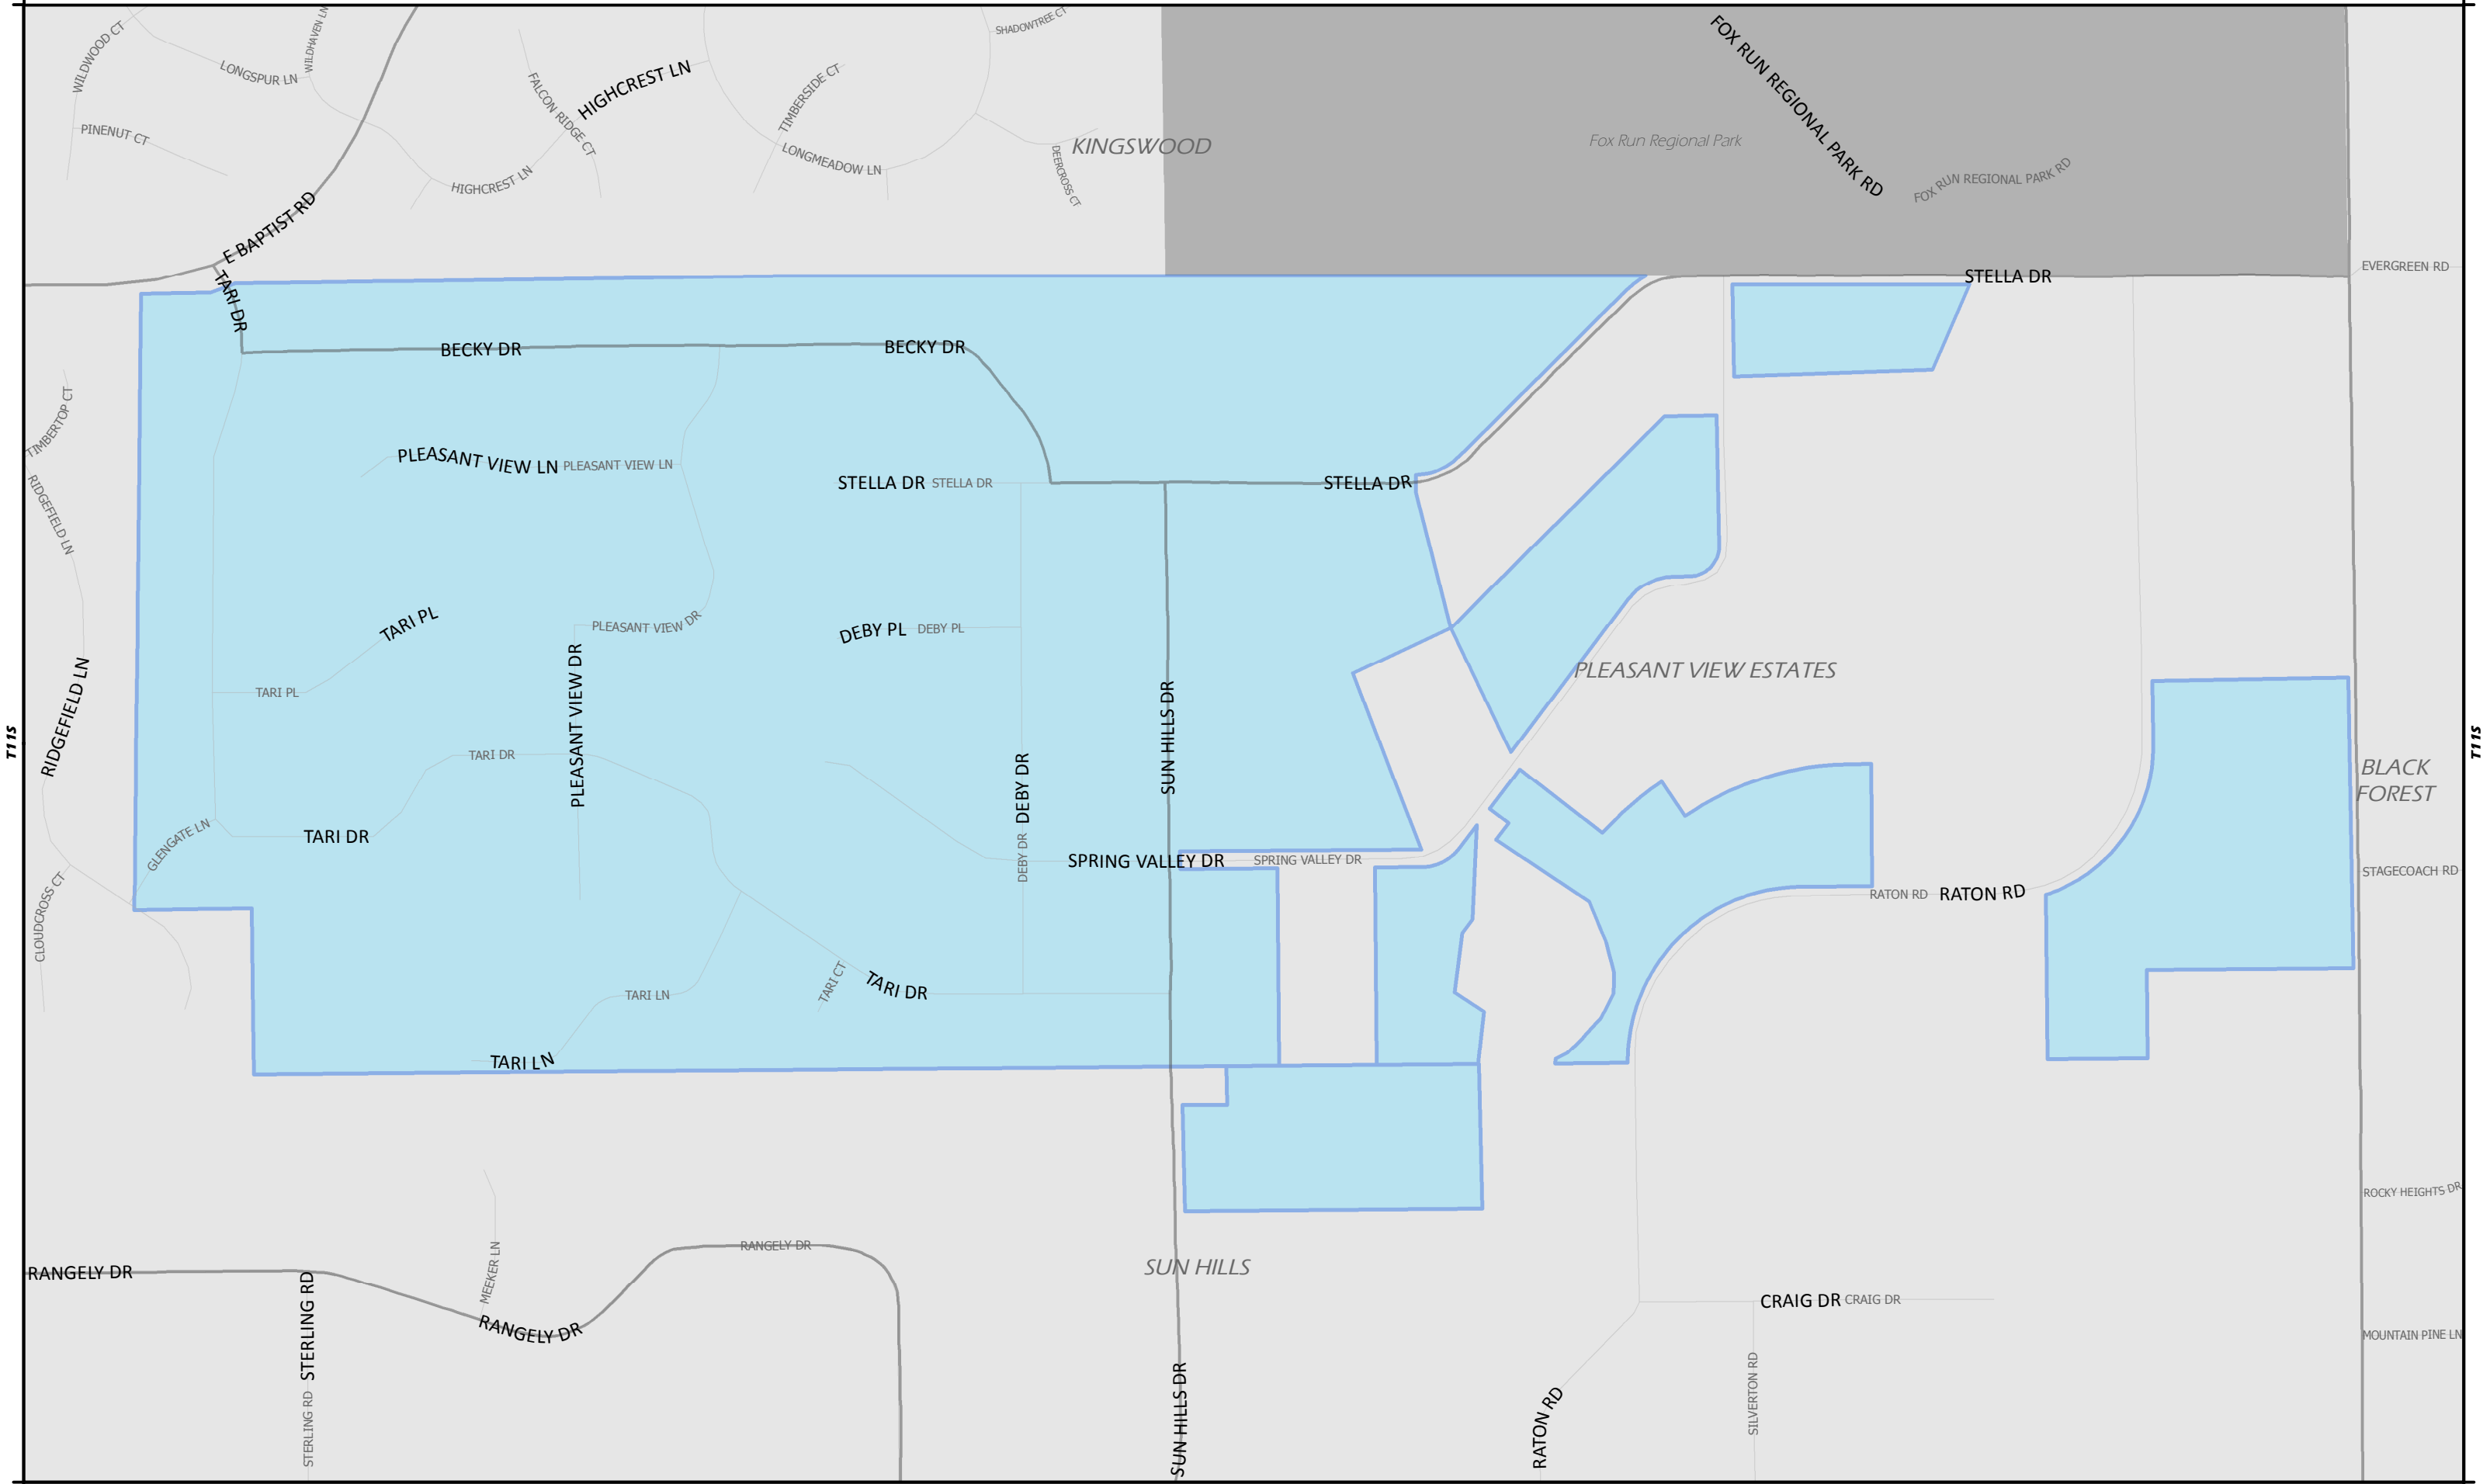 SHADOWTREE CT
WILDWOOD CT
WILDHAVEN LN
LONGSPUR LN
FALCON RIDGE CT
HIGHCREST LN
TIMBERSIDE CT
FOX RUN REGIONAL PARK RD
PINENUT CT
KINGSWOOD
Fox Run Regional Park
LONGMEADOW LN
HIGHCREST LN
DEERCROSS CT
FOX RUN REGIONAL PARK RD
E BAPTIST RD
EVERGREEN RD
STELLA DR
TARI DR
BECKY DR
BECKY DR
TIMBERTOP CT
PLEASANT VIEW LN
PLEASANT VIEW LN
STELLA DR
STELLA DR
STELLA DR
RIDGEFIELD LN
TARI PL
PLEASANT VIEW DR
DEBY PL
DEBY PL
PLEASANT VIEW ESTATES
TARI PL
RIDGEFIELD LN
PLEASANT VIEW DR
SUN HILLS DR
T11S
T11S
TARI DR
DEBY DR
BLACK
FOREST
TARI DR
GLENGATE LN
DEBY DR
SPRING VALLEY DR
SPRING VALLEY DR
STAGECOACH RD
RATON RD
RATON RD
CLOUDCROSS CT
TARI CT
TARI DR
TARI LN
TARI LN
ROCKY HEIGHTS DR
RANGELY DR
SUN HILLS
RANGELY DR
MEEKER LN
STERLING RD
RANGELY DR
CRAIG DR
CRAIG DR
MOUNTAIN PINE LN
SUN HILLS DR
RATON RD
SILVERTON RD
STERLING RD